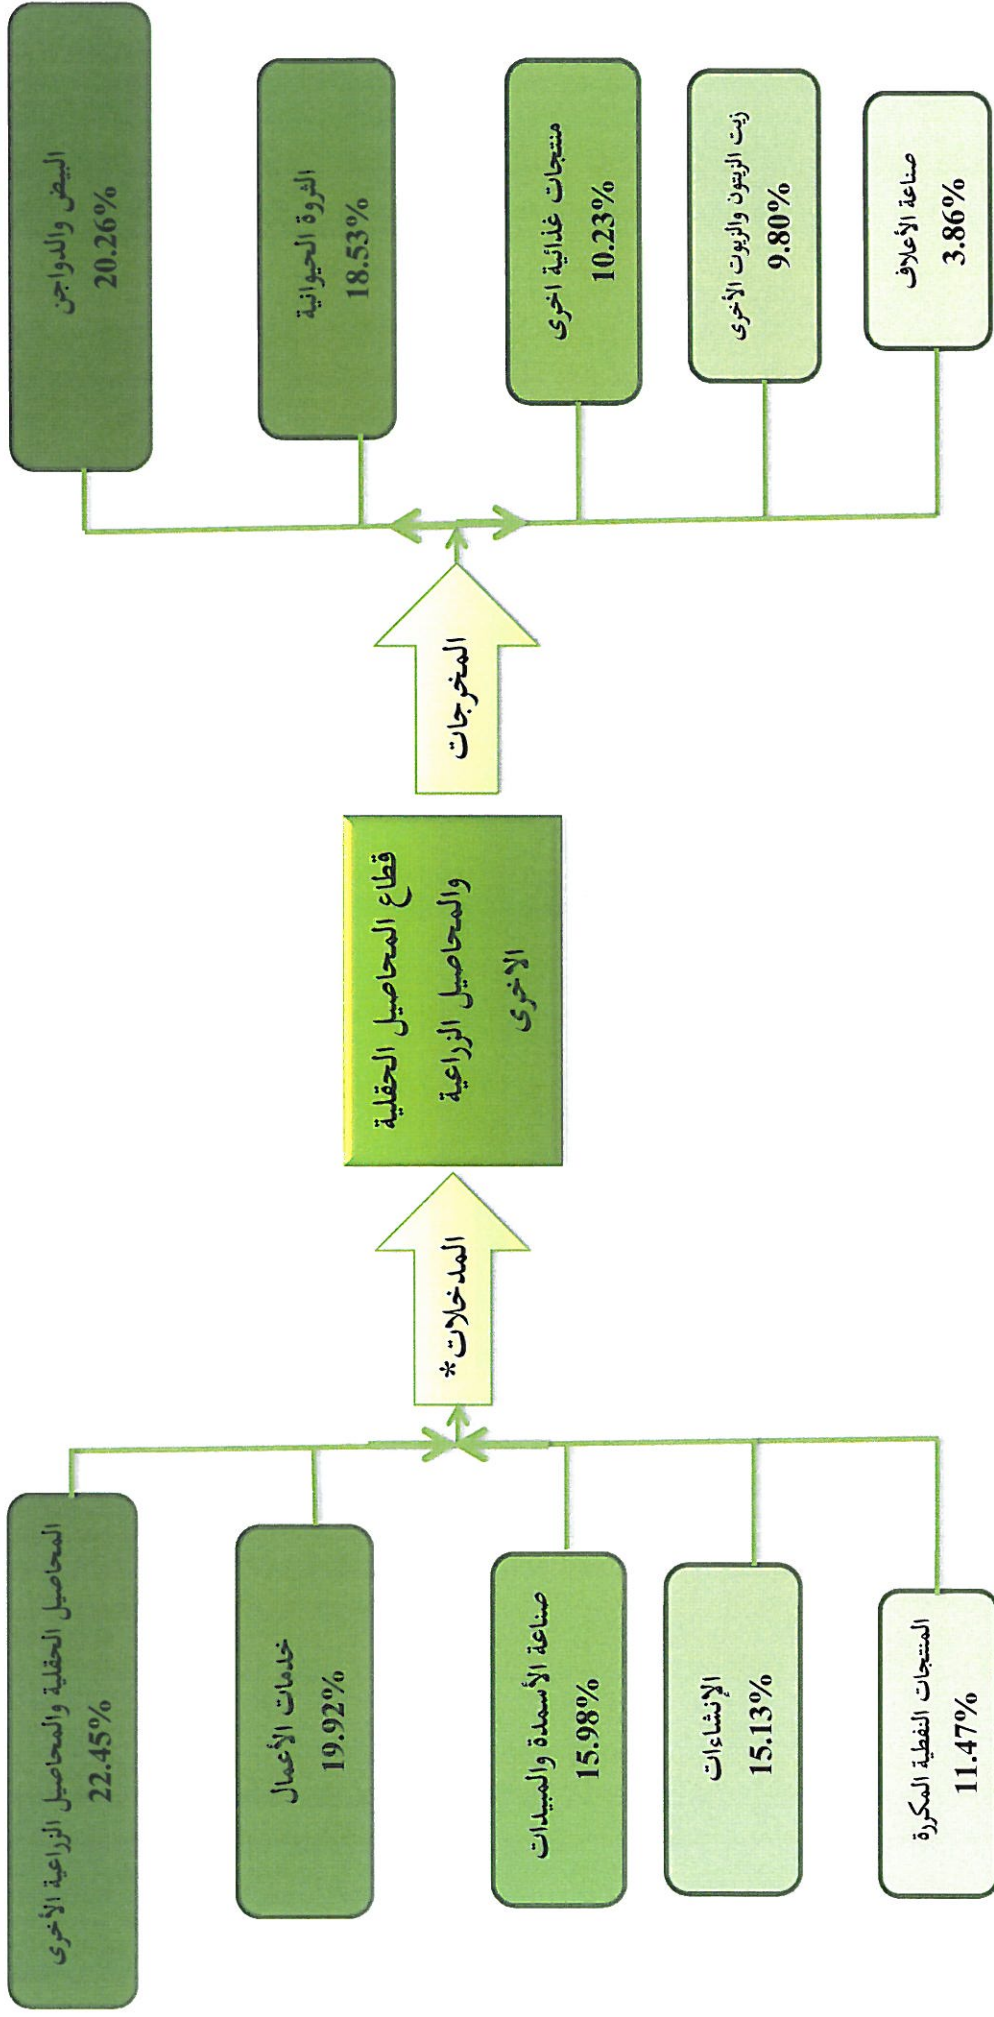 المحاصيل الحقلية والمحاصيل الزراعية الأخرى
22.45%
خدمات الأعمال
19.92%
صناعة الأسمدة والمبيدات
15.98%
الإنشاءات
15.13%
المنتجات النفطية المكررة
11.47%
المدخلات*
قطاع المحاصيل الحقلية
والمحاصيل الزراعية
الاخرى
المخرجات
البيض والدواجن
20.26%
الثروة الحيوانية
18.53%
منتجات غذائية اخرى
10.23%
زيت الزيتون والزيوت الأخرى
9.80%
صناعة الأعلاف
3.86%